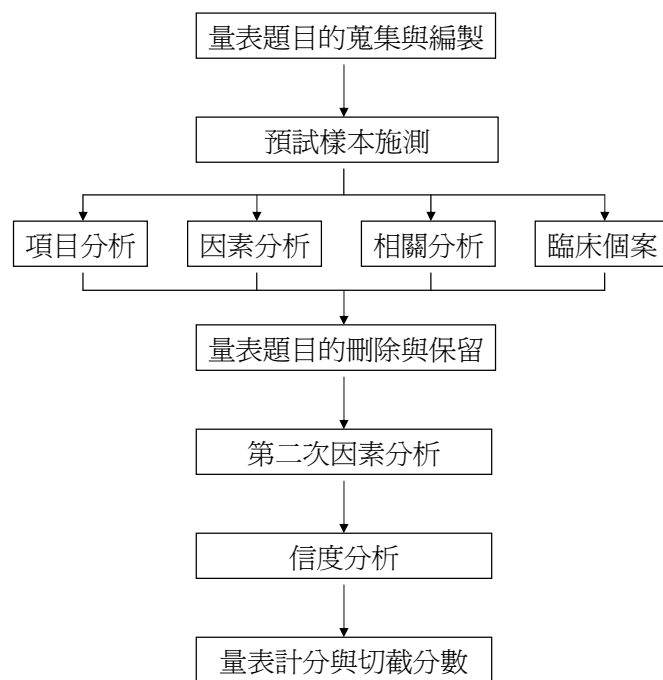 量表題目的蒐集與編製
預試樣本施測
項目分析
因素分析
相關分析
臨床個案
量表題目的刪除與保留
第二次因素分析
信度分析
量表計分與切截分數